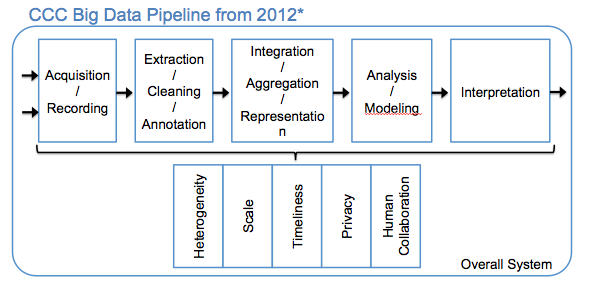 CCC Big Data Pipeline from 2012*
Acquisition
/
Recording
Extraction
/
Cleaning
/
Annotation
Integration
/
Aggregation
/
Representatio
n
Analysis
/
Modeling
Interpretation
Heterogeneity
Scale
Timeliness
Privacy
Human
Collaboration
Overall System